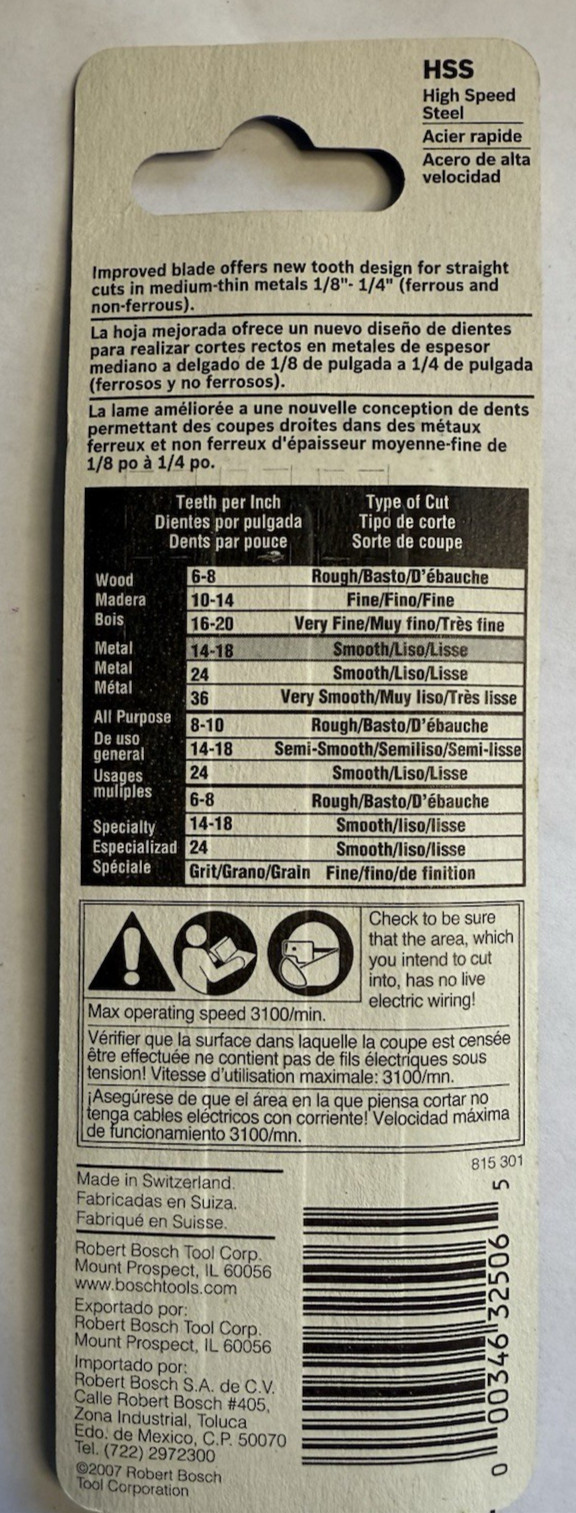 HSS
High Speed
Steel
Acier rapide
Acero de alta
velocidad
Improved blade offers new tooth design for straight
cuts in medium-thin metals 1/8"- 1/4" (ferrous and
non-ferrous).
La hoja mejorada ofrece un nuevo diseño de dientes
para realizar cortes rectos en metales de espesor
mediano a delgado de 1/8 de pulgada a 1/4 de pulgada
(ferrosos y no ferrosos).
La lame améliorée a une nouvelle conception de dents
permettant des coupes droites dans des métaux
ferreux et non ferreux d'épaisseur moyenne-fine de
1/8 po à 1/4 po.
Teeth per Inch Type of Cut
Dientes por pulgada Tipo de corte
Dents par pouce Sorte de coupe
Wood 6-8 Rough/Basto/D'ébauche
Madera 10-14 Fine/Fino/Fine
Bois 16-20 Very Fine/Muy fino/Très fine
Metal 14-18 Smooth/Liso/Lisse
Metal 24 Smooth/Liso/Lisse
Métal 36 Very Smooth/Muy liso/Très lisse
All Purpose 8-10 Rough/Basto/D'ébauche
De uso
general 14-18 Semi-Smooth/Semiliso/Semi-lisse
Usages 24 Smooth/Liso/Lisse
muliples
6-8 Rough/Basto/D'ébauche
Specialty 14-18 Smooth/liso/lisse
Especializad 24 Smooth/liso/lisse
Spéciale Grit/Grano/Grain Fine/fino/de finition
Check to be sure
that the area, which
you intend to cut
into, has no live
electric wiring!
Max operating speed 3100/min.
Vérifier que la surface dans laquelle la coupe est censée
être effectuée ne contient pas de fils électriques sous
tension! Vitesse d'utilisation maximale: 3100/mn.
¡Asegúrese de que el área en la que piensa cortar no
tenga cables eléctricos con corriente! Velocidad máxima
de funcionamiento 3100/mn.
815 301
Made in Switzerland.
Fabricadas en Suiza.
Fabriqué en Suisse.
Robert Bosch Tool Corp.
Mount Prospect, IL 60056
www.boschtools.com
Exportado por:
Robert Bosch Tool Corp.
Mount Prospect, IL 60056
Importado por:
Robert Bosch S.A. de C.V.
Calle Robert Bosch #405,
Zona Industrial, Toluca
Edo. de Mexico, C.P. 50070
Tel. (722) 2972300
©2007 Robert Bosch
Tool Corporation
0 00346 32506 5